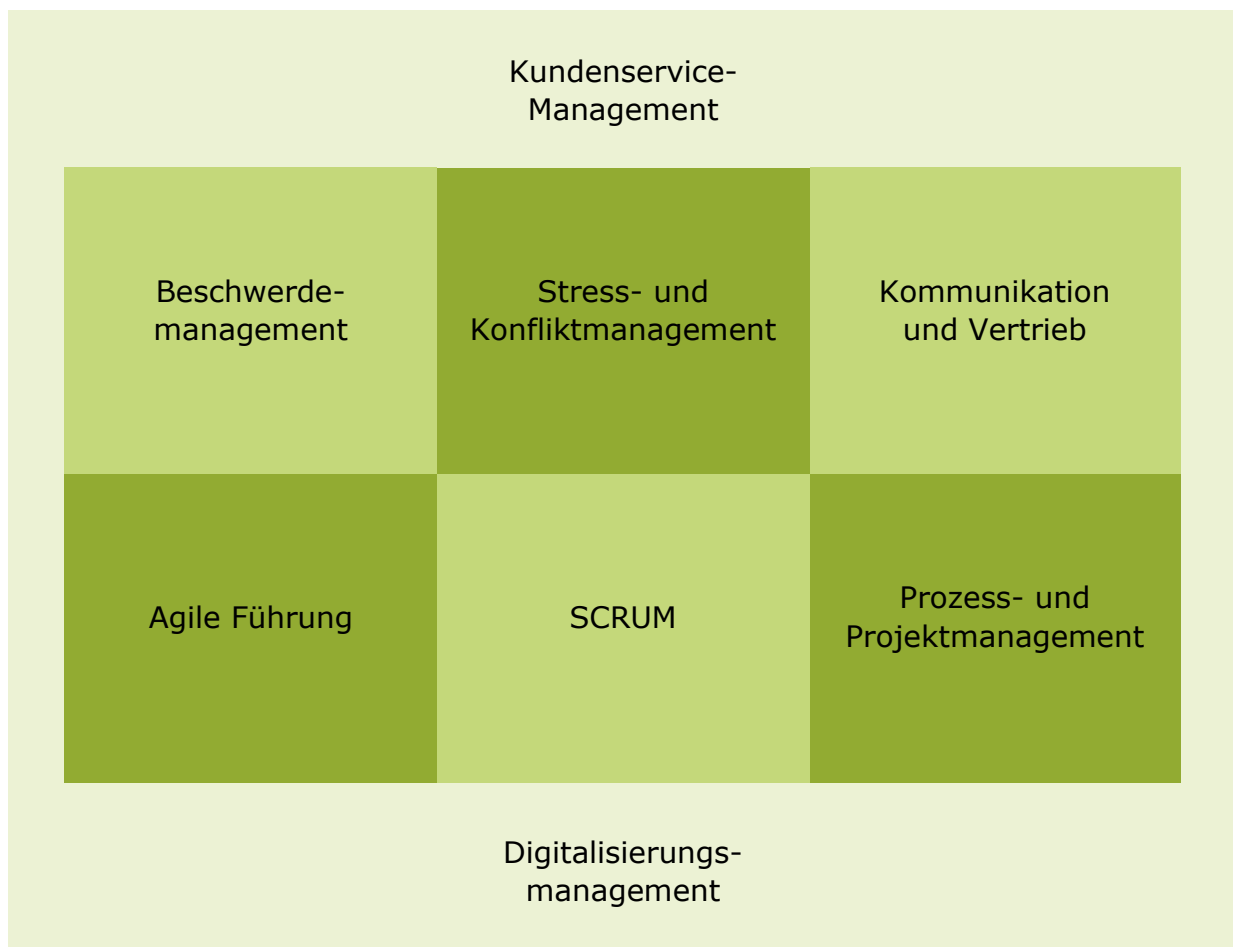 Kundenservice-
Management
Beschwerde-
management
Stress- und
Konfliktmanagement
Kommunikation
und Vertrieb
Agile Führung
SCRUM
Prozess- und
Projektmanagement
Digitalisierungs-
management